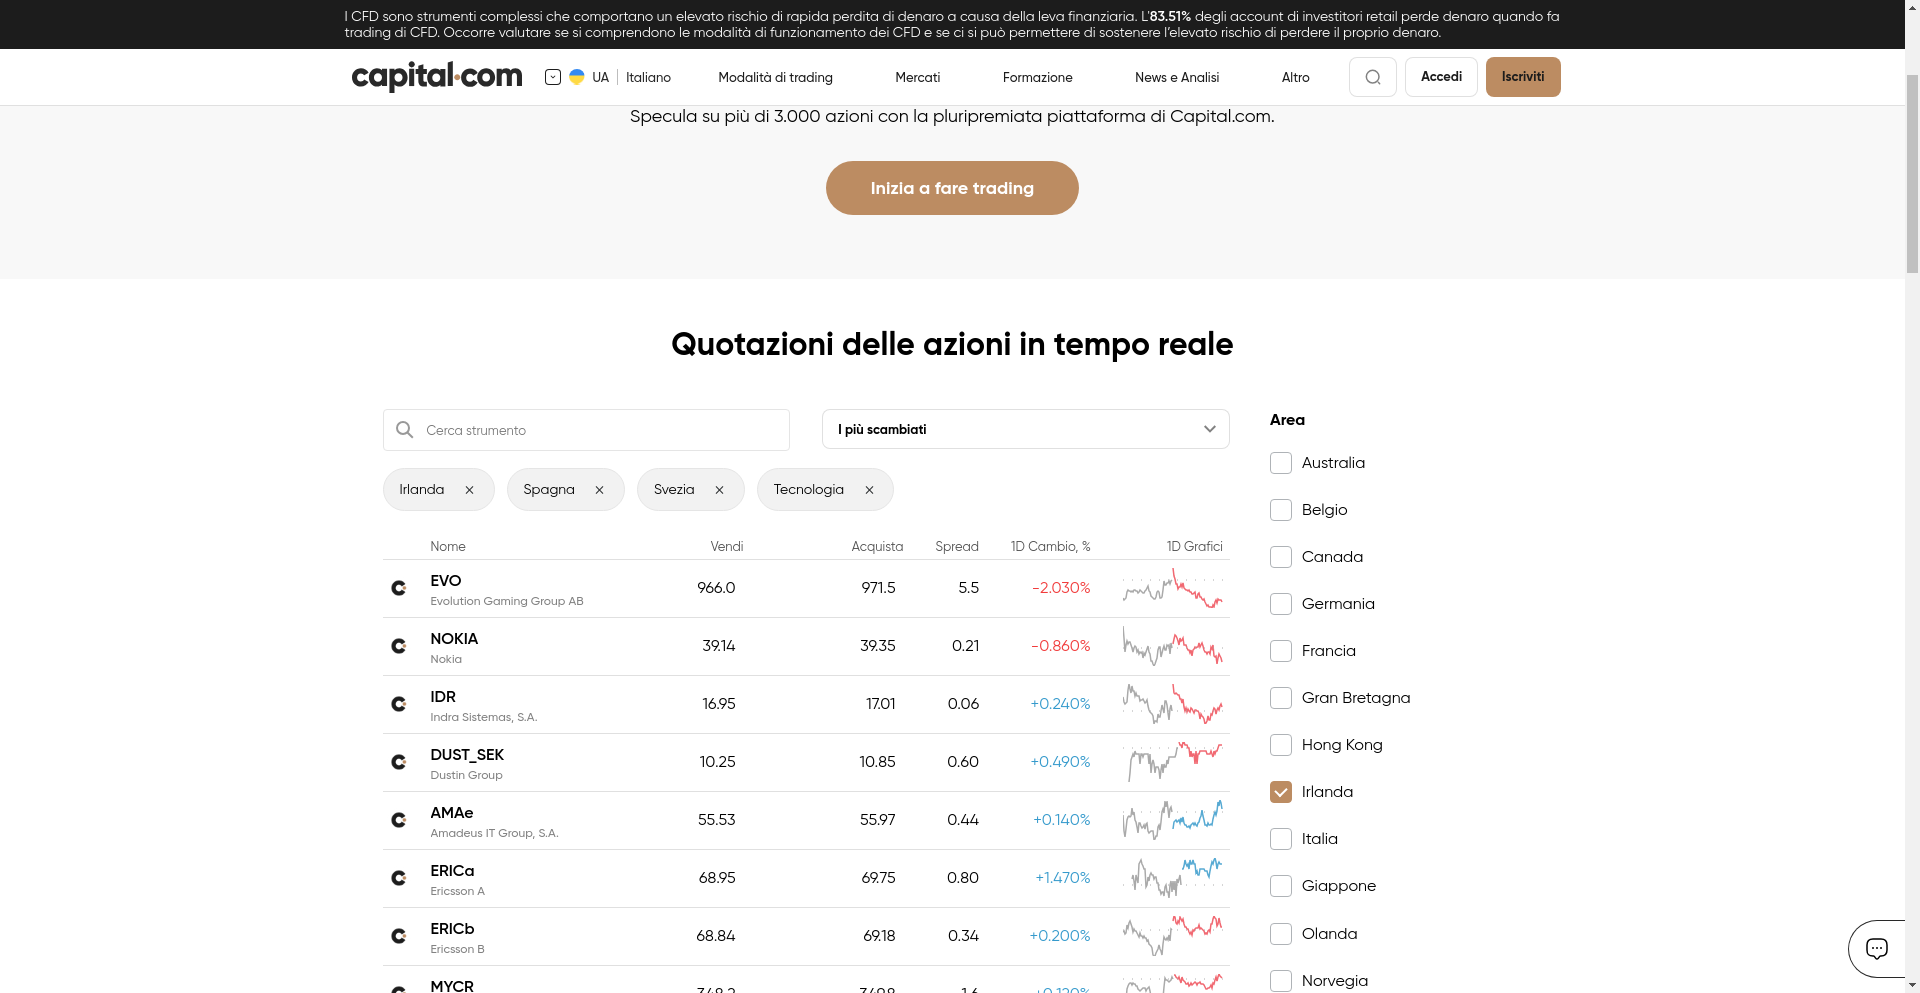 I CFD sono strumenti complessi che comportano un elevato rischio di rapida perdita di denaro a causa della leva finanziaria. L'83.51% degli account di investitori retail perde denaro quando fa
trading di CFD. Occorre valutare se si comprendono le modalità di funzionamento dei CFD e se ci si può permettere di sostenere l'elevato rischio di perdere il proprio denaro.
capital.com UA Italiano Modalità di trading Mercati Formazione News e Analisi Altro Accedi Iscriviti
Specula su più di 3.000 azioni con la pluripremiata piattaforma di Capital.com.
Inizia a fare trading
Quotazioni delle azioni in tempo reale
Cerca strumento
I più scambiati
Irlanda × Spagna × Svezia × Tecnologia ×
Nome Vendi Acquista Spread 1D Cambio, % 1D Grafici
EVO 966.0 971.5 5.5 -2.030%
Evolution Gaming Group AB
NOKIA 39.14 39.35 0.21 -0.860%
Nokia
IDR 16.95 17.01 0.06 +0.240%
Indra Sistemas, S.A.
DUST_SEK 10.25 10.85 0.60 +0.490%
Dustin Group
AMAe 55.53 55.97 0.44 +0.140%
Amadeus IT Group, S.A.
ERICa 68.95 69.75 0.80 +1.470%
Ericsson A
ERICb 68.84 69.18 0.34 +0.200%
Ericsson B
MYCR
Area
Australia
Belgio
Canada
Germania
Francia
Gran Bretagna
Hong Kong
Irlanda
Italia
Giappone
Olanda
Norvegia